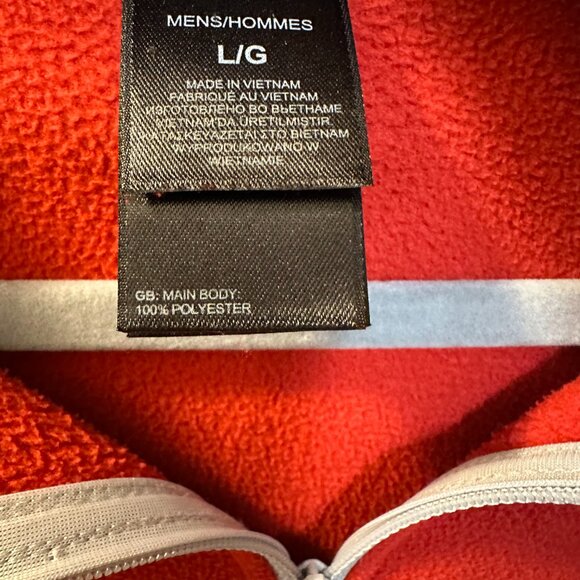 MENS/HOMMES
L/G
MADE IN VIETNAM
FABRIQUÉ AU VIETNAM
ИЗГОТОВЛЕНО ВО ВЬЕТНАМЕ
VIETNAM'DA ÜRETILMIŞTIR.
ΚΑΤΑΣΚΕΥΑΖΕΤΑΙ ΣΤΟ ΒΙΕΤΝΑΜ
WYPRODUKOWANO W
WIETNAMIE
GB: MAIN BODY:
100% POLYESTER